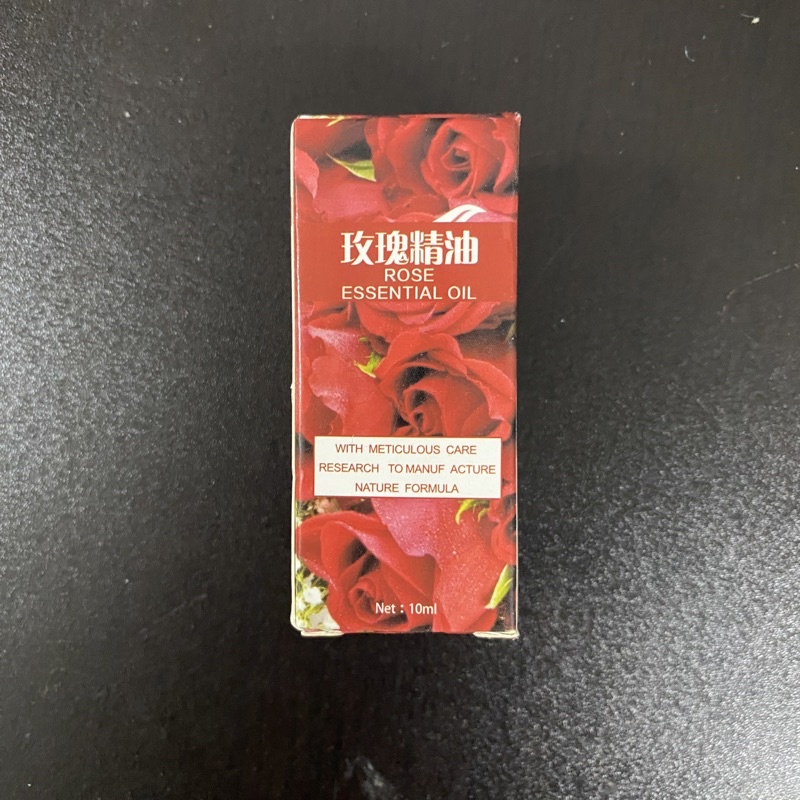 玫瑰精油
ROSE
ESSENTIAL OIL
WITH METICULOUS CARE
RESEARCH TO MANUF ACTURE
NATURE FORMULA
Net：10ml